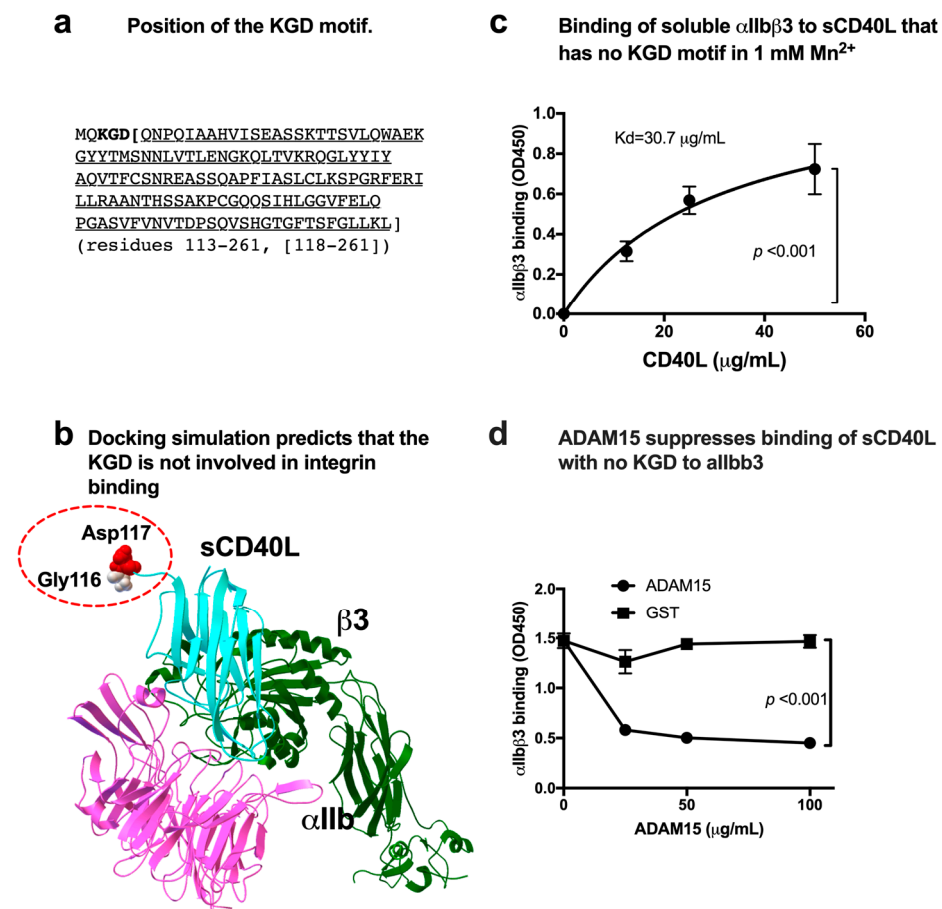 a Position of the KGD motif.
MQKGD[QNPQIAAHVISEASSKTTSVLQWAEK
GYYTMSNNLVTLENGKQLTVKRQGLYYIY
AQVTFCSNREASSQAPFIASLCLKSPGRFERI
LLRAANTHSSAKPCGQQSIHLGGVFELQ
PGASVFVNVTDPSQVSHGTGFTSFGLLKL]
(residues 113-261, [118-261])
b Docking simulation predicts that the
KGD is not involved in integrin
binding
Asp117
Gly116
sCD40L
β3
αIIb
c Binding of soluble αIIbβ3 to sCD40L that
has no KGD motif in 1 mM Mn2+
αIIbβ3 binding (OD450)
1.0
0.8
0.6
0.4
0.2
0.0
Kd=30.7 μg/mL
p <0.001
0 20 40 60
CD40L (μg/mL)
d ADAM15 suppresses binding of sCD40L
with no KGD to aIIbb3
αIIbβ3 binding (OD450)
2.0
1.5
1.0
0.5
0.0
ADAM15
GST
p <0.001
0 50 100
ADAM15 (μg/mL)